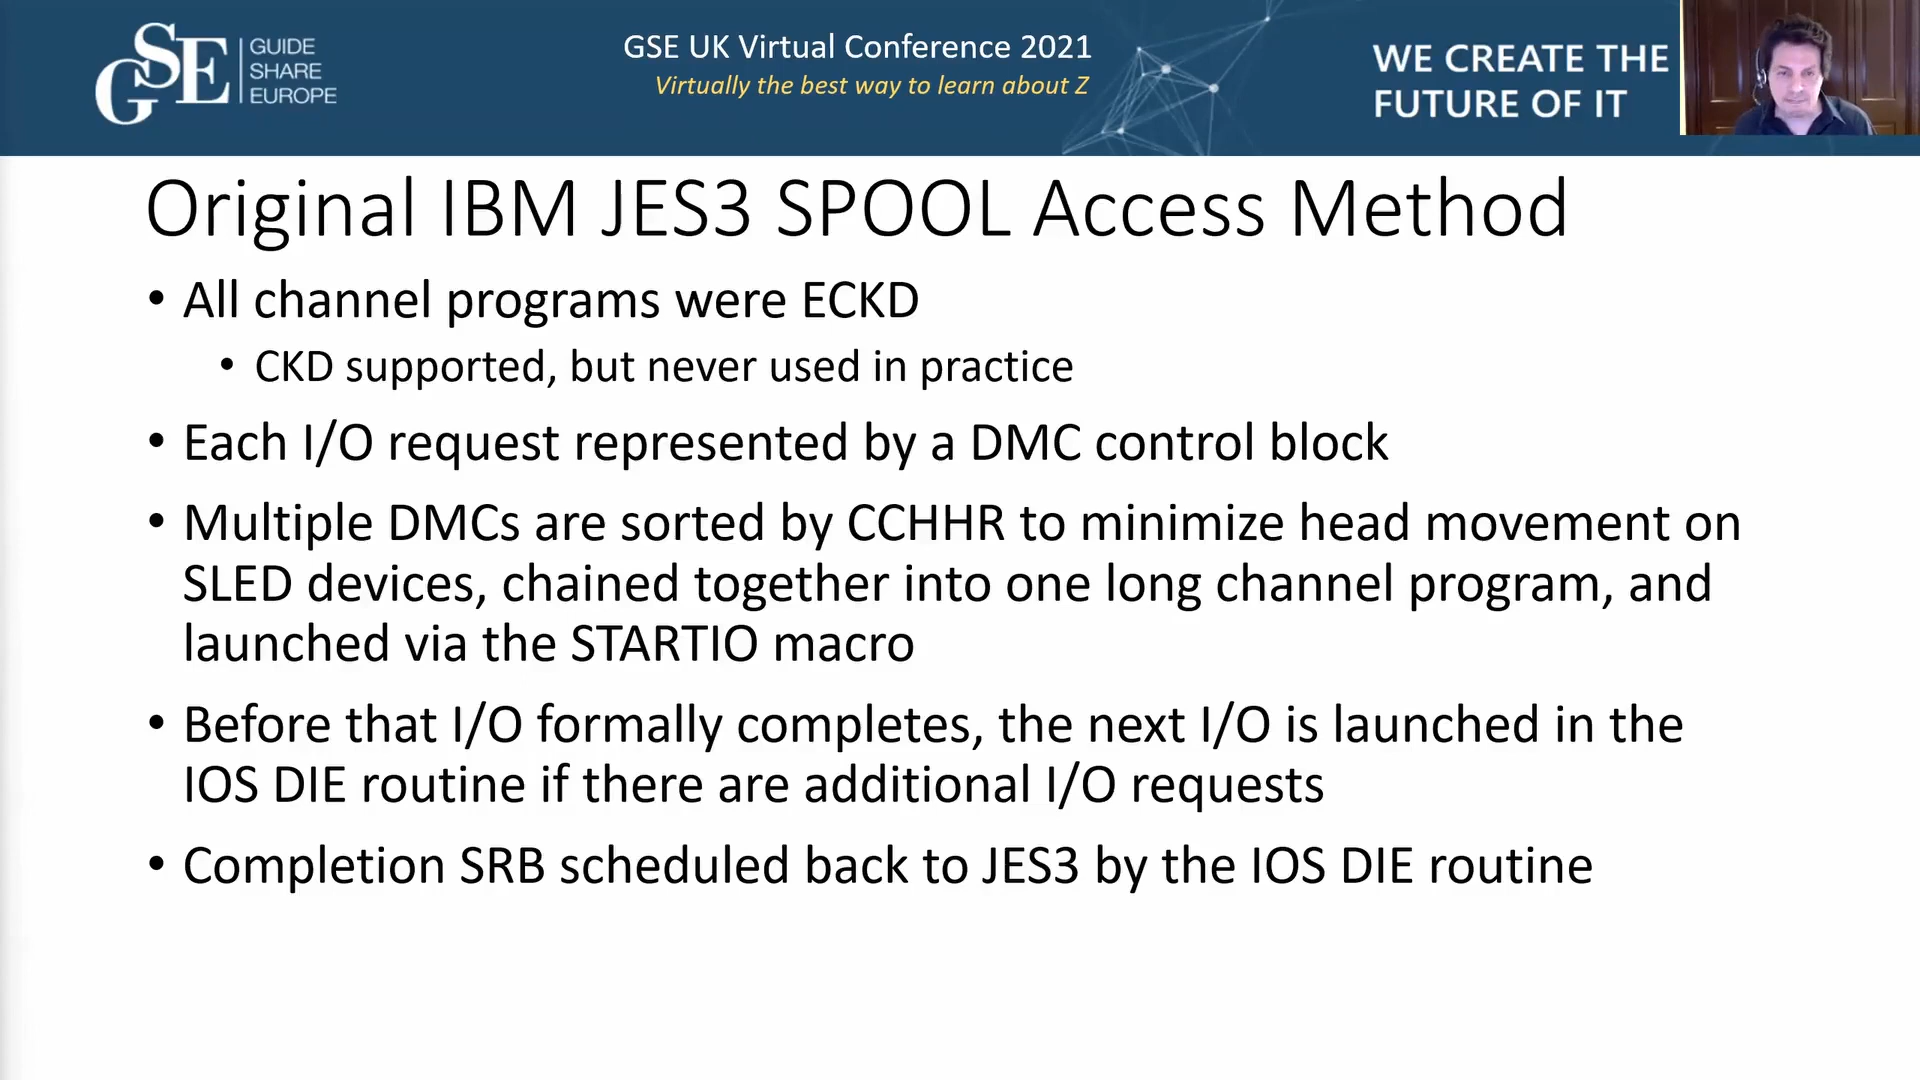 GSE
GUIDE
SHARE
EUROPE
GSE UK Virtual Conference 2021
Virtually the best way to learn about Z
WE CREATE THE
FUTURE OF IT
Original IBM JES3 SPOOL Access Method
• All channel programs were ECKD
• CKD supported, but never used in practice
• Each I/O request represented by a DMC control block
• Multiple DMCs are sorted by CCHHR to minimize head movement on
SLED devices, chained together into one long channel program, and
launched via the STARTIO macro
• Before that I/O formally completes, the next I/O is launched in the
IOS DIE routine if there are additional I/O requests
• Completion SRB scheduled back to JES3 by the IOS DIE routine